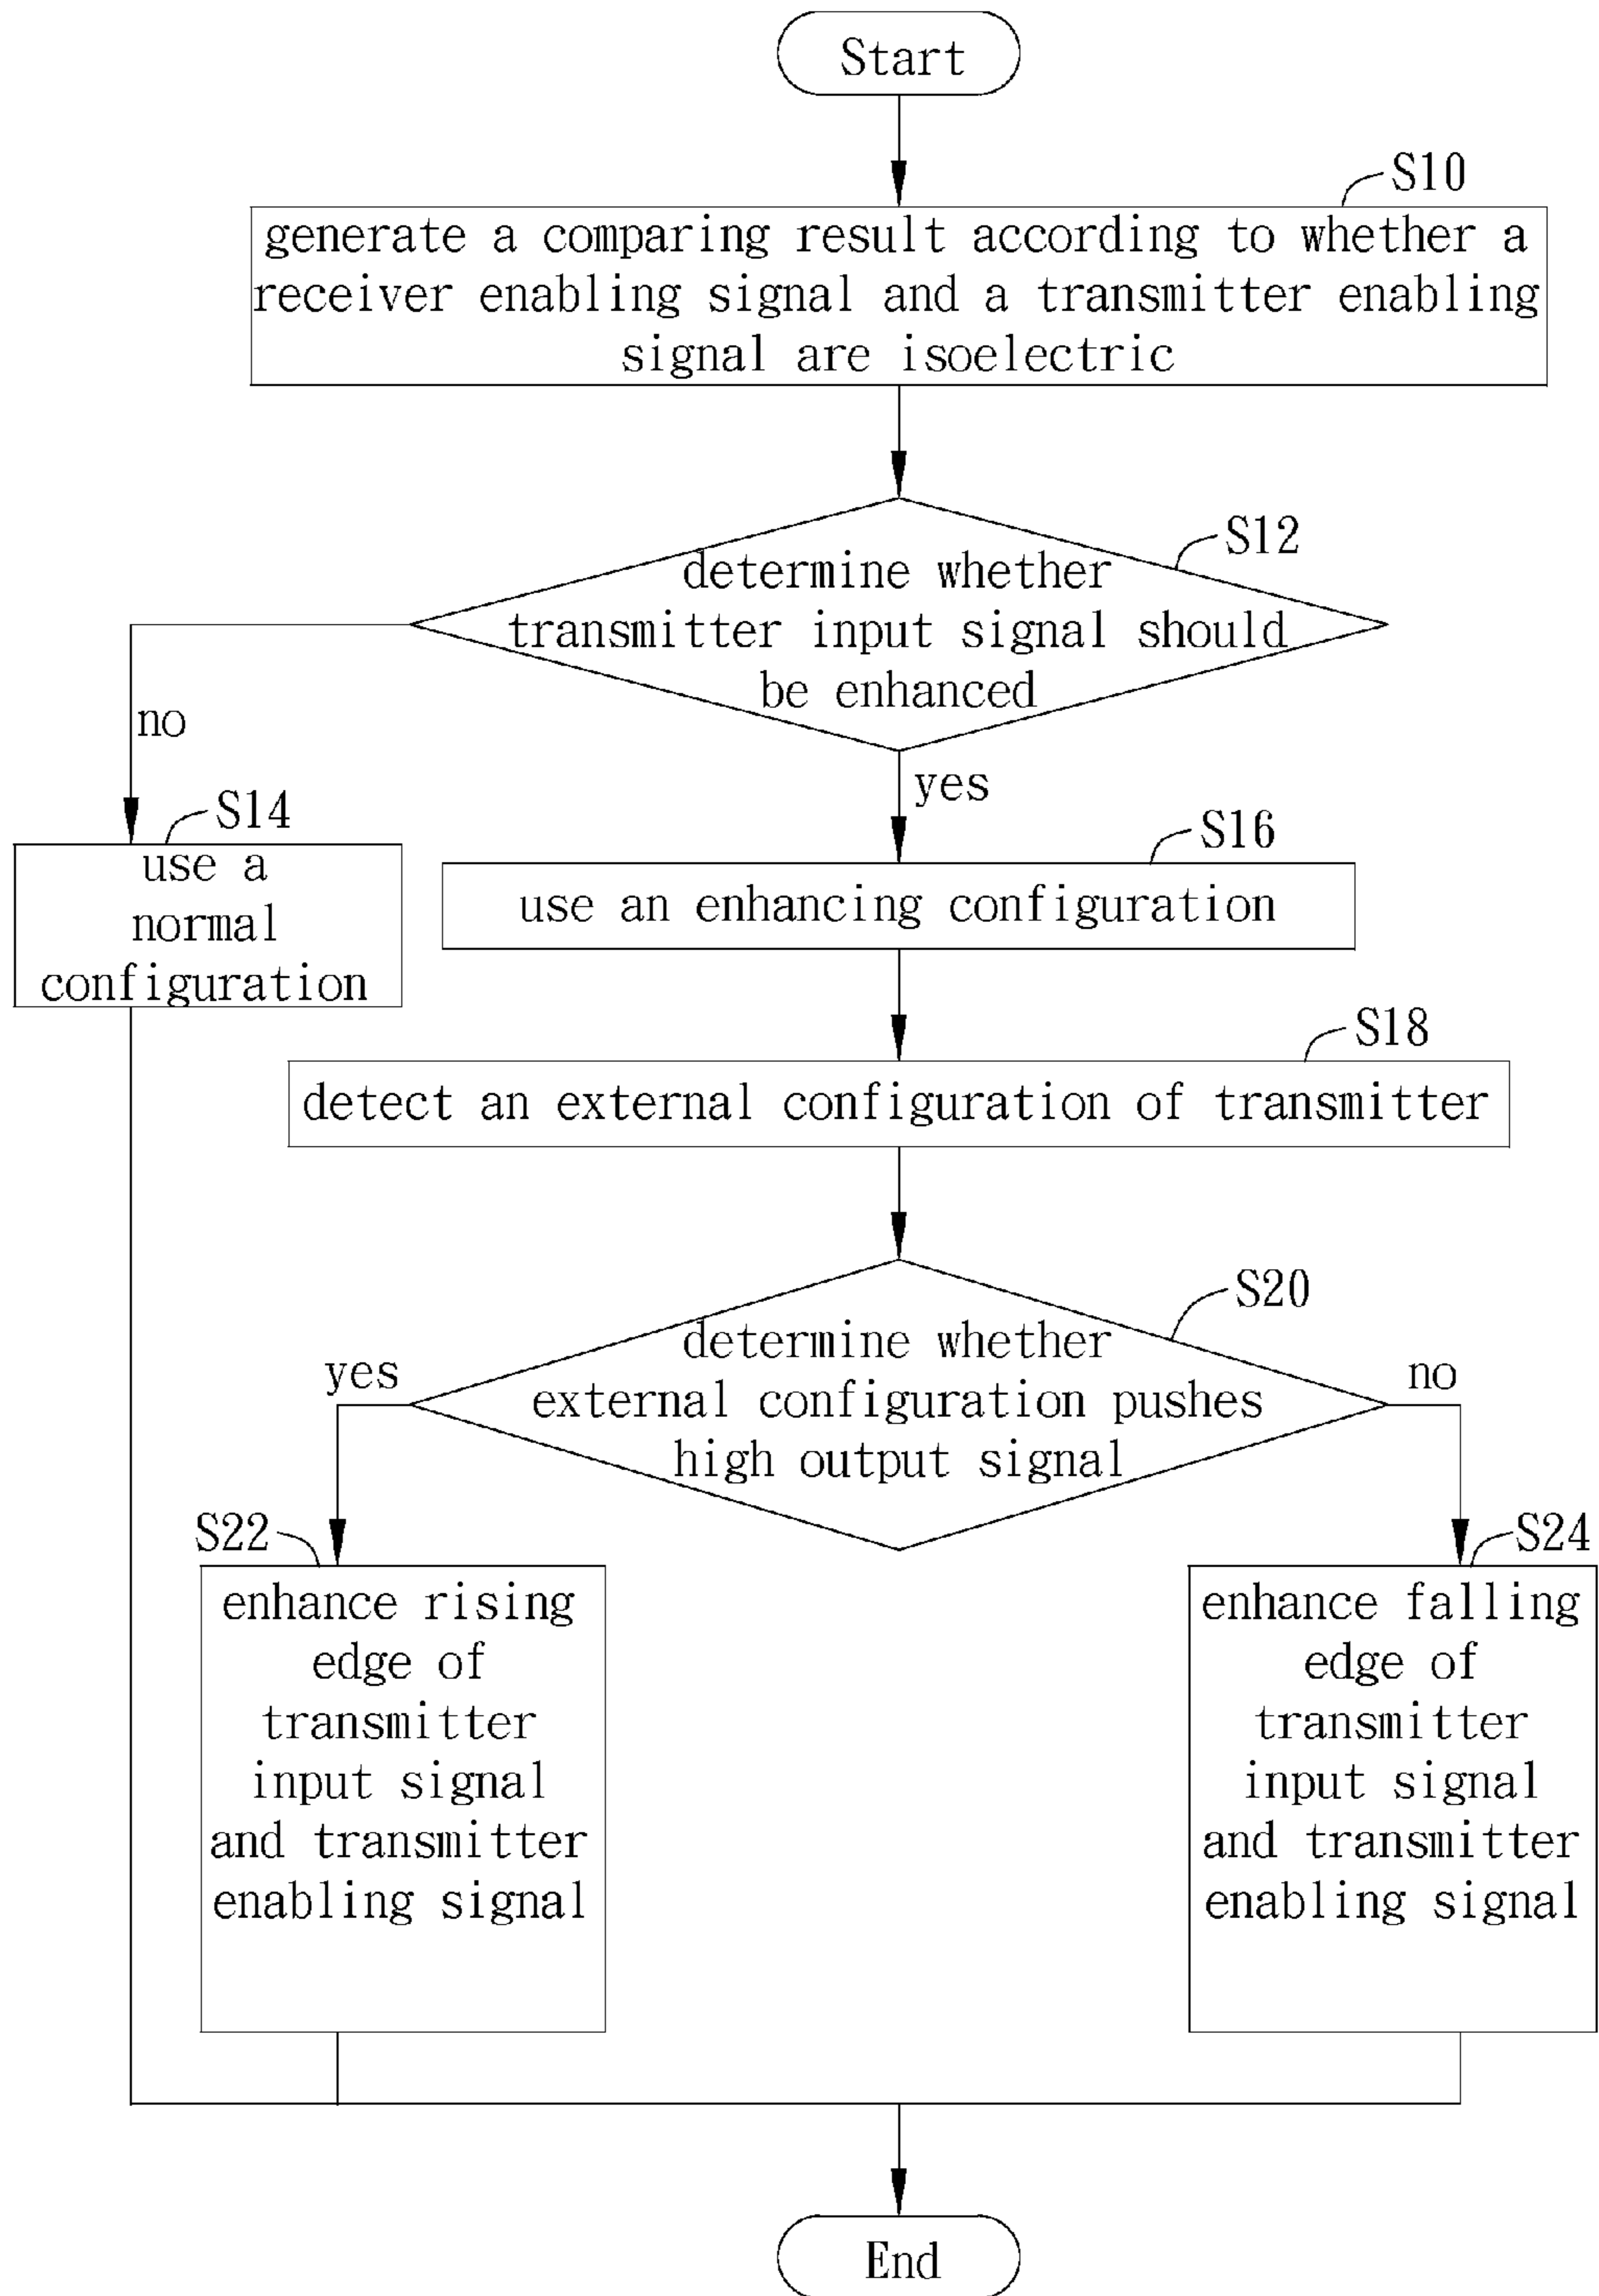 Start
S10
generate a comparing result according to whether a
receiver enabling signal and a transmitter enabling
signal are isoelectric
S12
determine whether
transmitter input signal should
be enhanced
no
yes
S14
use a
normal
configuration
S16
use an enhancing configuration
S18
detect an external configuration of transmitter
S20
determine whether
external configuration pushes
high output signal
yes
no
S22
enhance rising
edge of
transmitter
input signal
and transmitter
enabling signal
S24
enhance falling
edge of
transmitter
input signal
and transmitter
enabling signal
End